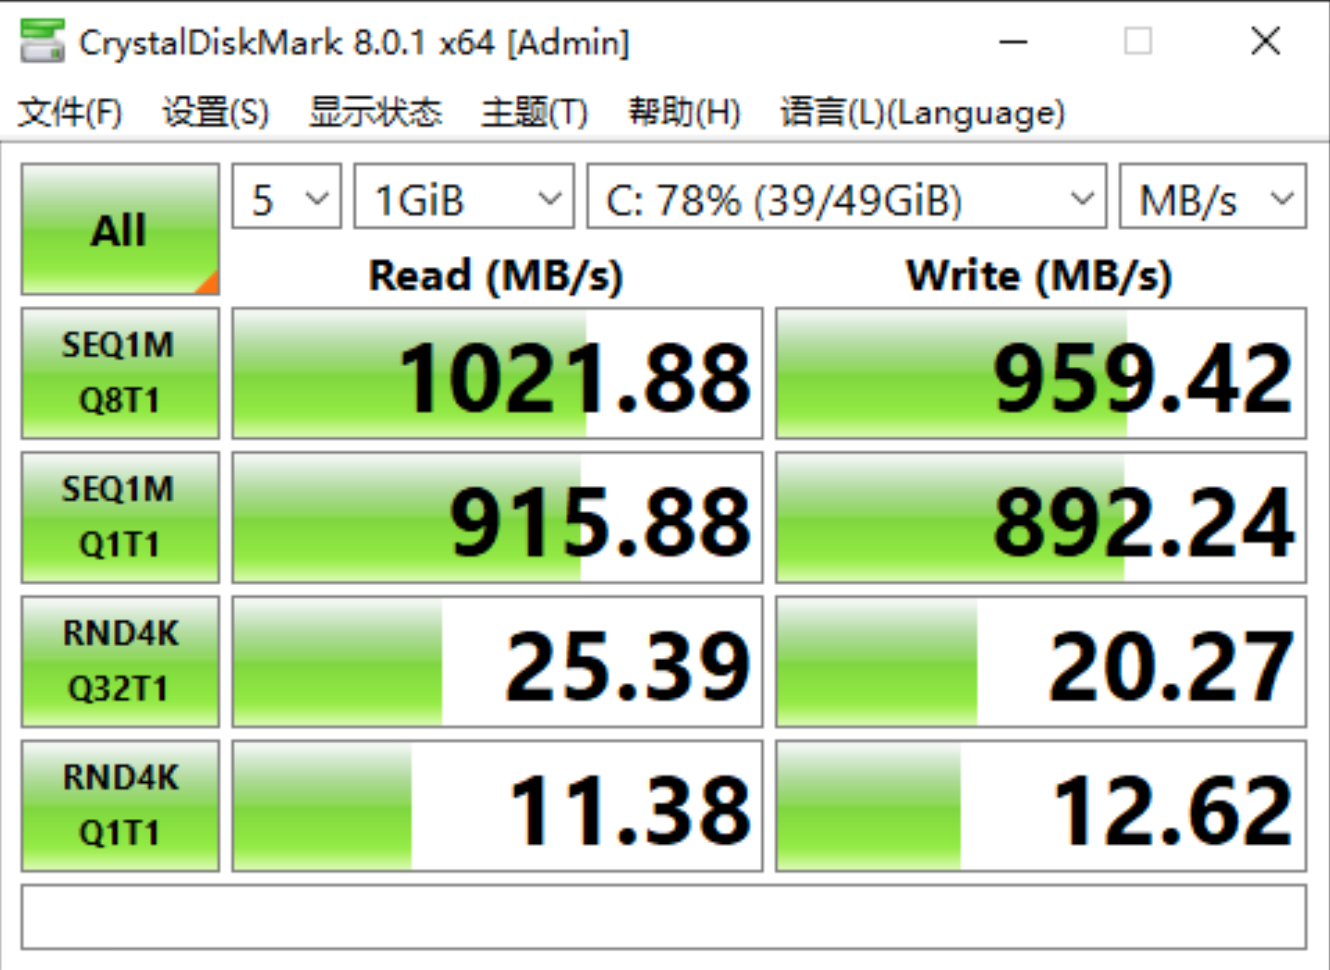 CrystalDiskMark 8.0.1 x64 [Admin]
文件(F) 设置(S) 显示状态 主题(T) 帮助(H) 语言(L)(Language)
All 5 1GiB C: 78% (39/49GiB) MB/s
Read (MB/s) Write (MB/s)
SEQ1M
Q8T1
1021.88 959.42
SEQ1M
Q1T1
915.88 892.24
RND4K
Q32T1
25.39 20.27
RND4K
Q1T1
11.38 12.62